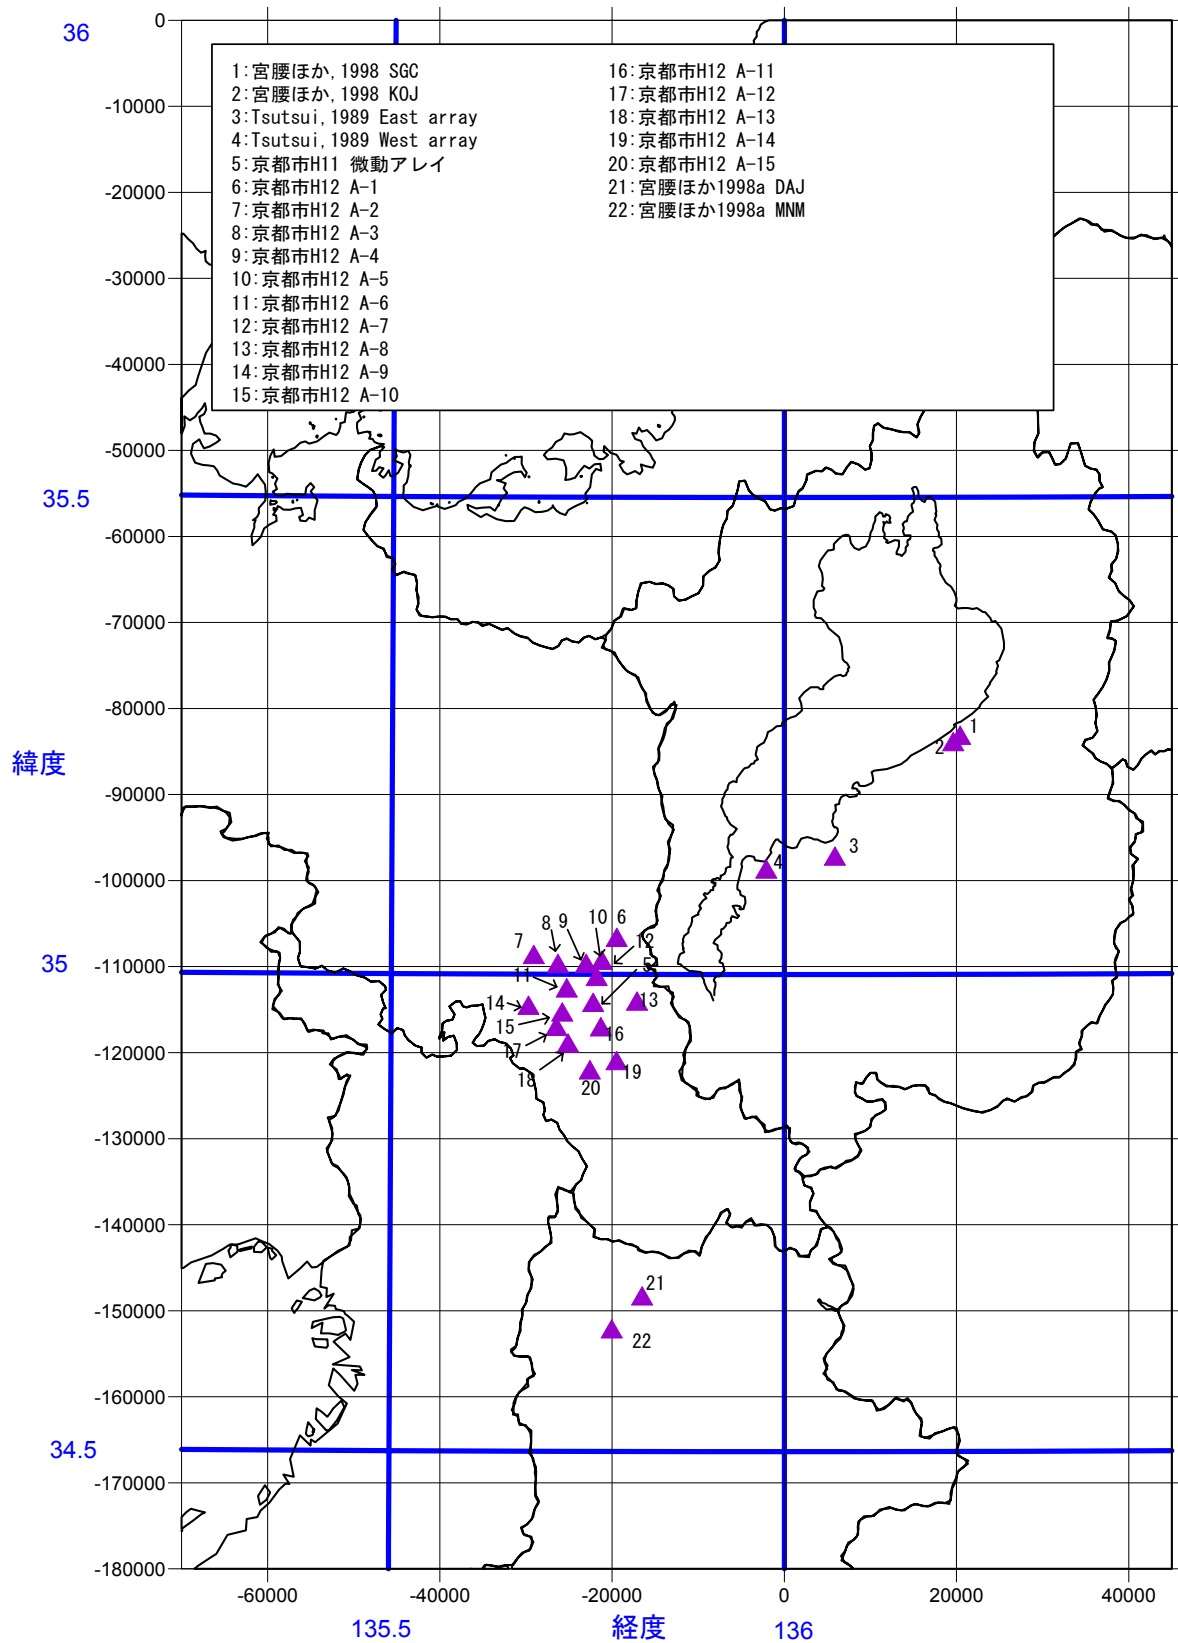 36
0
-10000
-20000
-30000
-40000
-50000
35.5
-60000
-70000
-80000
緯度
-90000
-100000
35
-110000
-120000
-130000
-140000
-150000
-160000
34.5
-170000
-180000
1:宮腰ほか,1998 SGC
2:宮腰ほか,1998 KOJ
3:Tsutsui,1989 East array
4:Tsutsui,1989 West array
5:京都市H11 微動アレイ
6:京都市H12 A-1
7:京都市H12 A-2
8:京都市H12 A-3
9:京都市H12 A-4
10:京都市H12 A-5
11:京都市H12 A-6
12:京都市H12 A-7
13:京都市H12 A-8
14:京都市H12 A-9
15:京都市H12 A-10
16:京都市H12 A-11
17:京都市H12 A-12
18:京都市H12 A-13
19:京都市H12 A-14
20:京都市H12 A-15
21:宮腰ほか1998a DAJ
22:宮腰ほか1998a MNM
1
2
3
4
8 9 10 6
7 12
5
11
14 13
15 16
17
18 19
20
21
22
-60000 -40000 -20000 0 20000 40000
135.5 経度 136